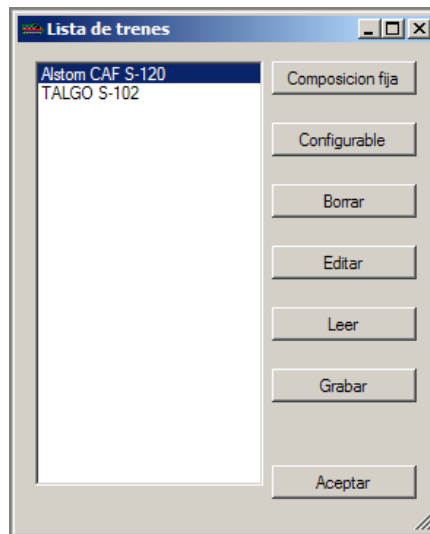 Lista de trenes
Alstom CAF S-120
TALGO S-102
Composicion fija
Configurable
Borrar
Editar
Leer
Grabar
Aceptar